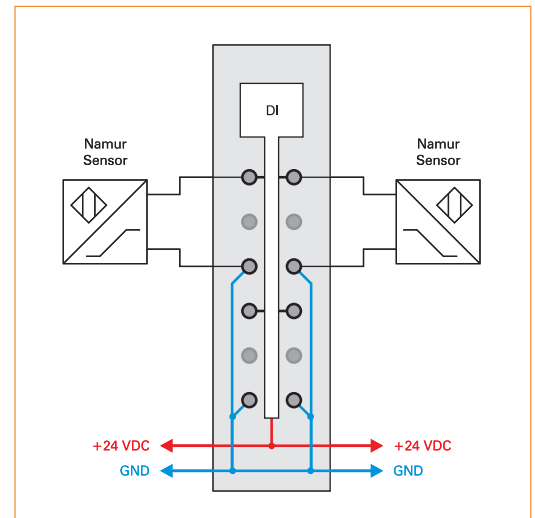 DI
Namur
Sensor
Namur
Sensor
+24 VDC
+24 VDC
GND
GND